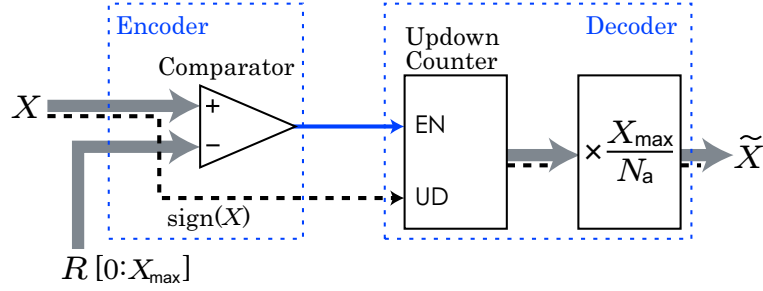 Encoder
Decoder
Comparator
Updown
Counter
X
+
−
EN
UD
× X_max / N_a
X̃
sign(X)
R [0:X_max]